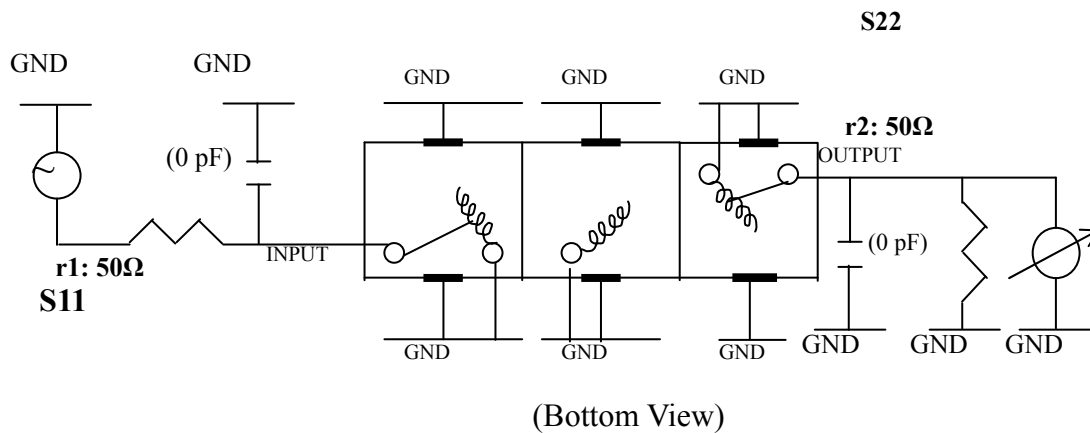 S22
GND
GND
GND
GND
GND
r2: 50Ω
(0 pF)
OUTPUT
INPUT
(0 pF)
r1: 50Ω
S11
GND
GND
GND
GND
GND
GND
(Bottom View)